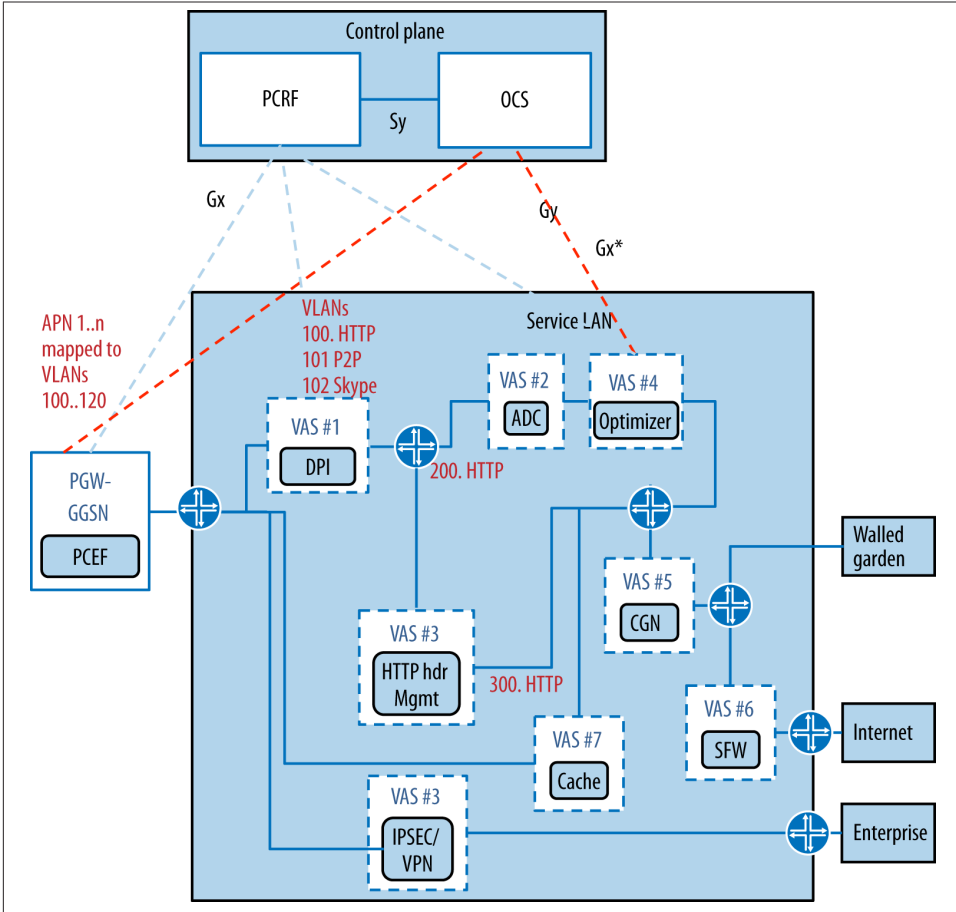 Control plane
PCRF
OCS
Sy
Gx
Gy
Gx*
APN 1..n
mapped to
VLANs
100..120
VLANs
100. HTTP
101 P2P
102 Skype
Service LAN
VAS #1
DPI
VAS #2
ADC
VAS #4
Optimizer
200. HTTP
PGW-
GGSN
PCEF
Walled
garden
VAS #5
CGN
VAS #3
HTTP hdr
Mgmt
300. HTTP
VAS #6
SFW
Internet
VAS #7
Cache
VAS #3
IPSEC/
VPN
Enterprise